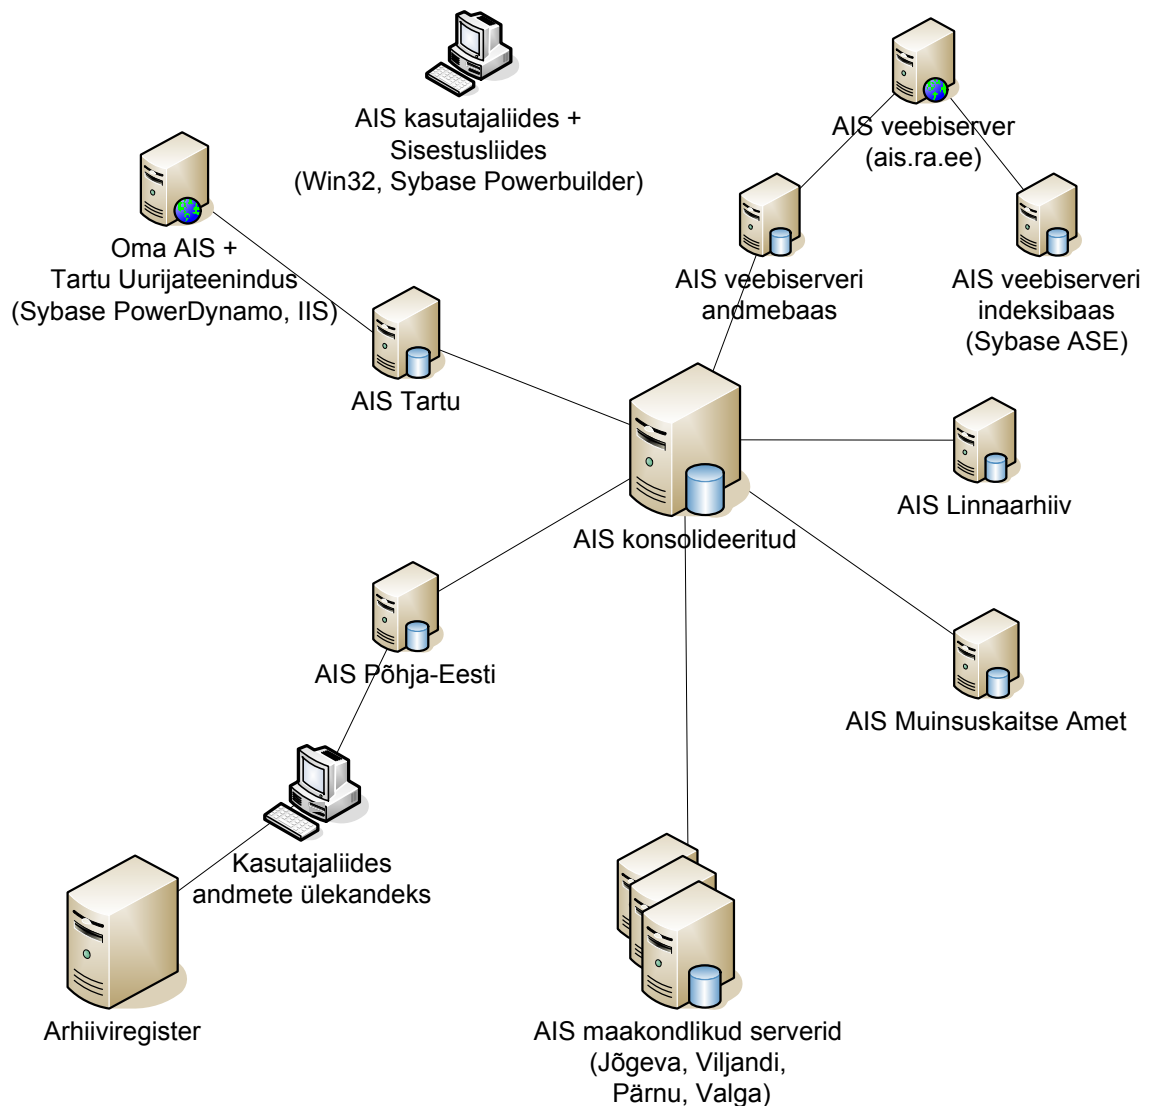 AIS kasutajaliides +
Sisestusliides
(Win32, Sybase Powerbuilder)
AIS veebiserver
(ais.ra.ee)
Oma AIS +
Tartu Uurijateenindus
(Sybase PowerDynamo, IIS)
AIS veebiserveri
andmebaas
AIS veebiserveri
indeksibaas
(Sybase ASE)
AIS Tartu
AIS Linnaarhiiv
AIS konsolideeritud
AIS Põhja-Eesti
AIS Muinsuskaitse Amet
Kasutajaliides
andmete ülekandeks
Arhiiviregister
AIS maakondlikud serverid
(Jõgeva, Viljandi,
Pärnu, Valga)